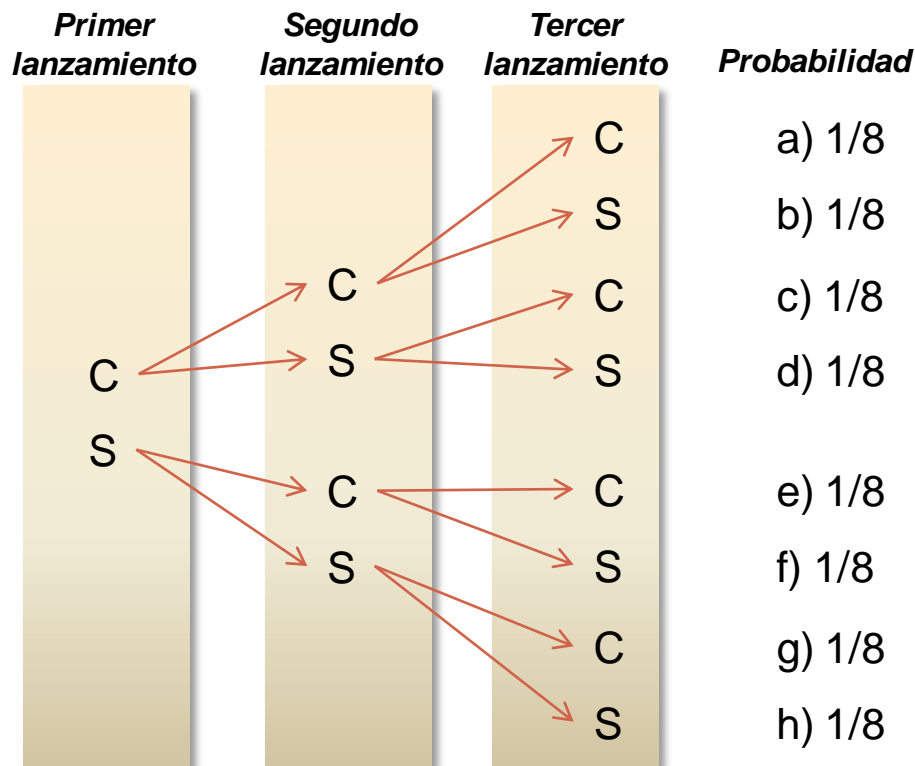 Primer lanzamiento
Segundo lanzamiento
Tercer lanzamiento
Probabilidad
C a) 1/8
S b) 1/8
C
C c) 1/8
S
S d) 1/8
C
S
C
C e) 1/8
S
S f) 1/8
C g) 1/8
S h) 1/8